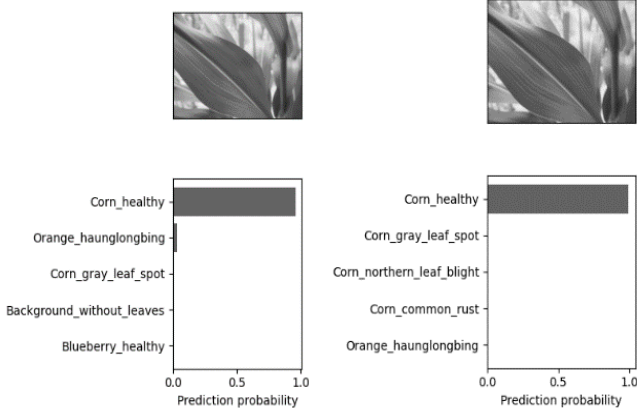 Corn_healthy
Orange_haunglongbing
Corn_gray_leaf_spot
Background_without_leaves
Blueberry_healthy
0.0 0.5 1.0
Prediction probability
Corn_healthy
Corn_gray_leaf_spot
Corn_northern_leaf_blight
Corn_common_rust
Orange_haunglongbing
0.0 0.5 1.0
Prediction probability